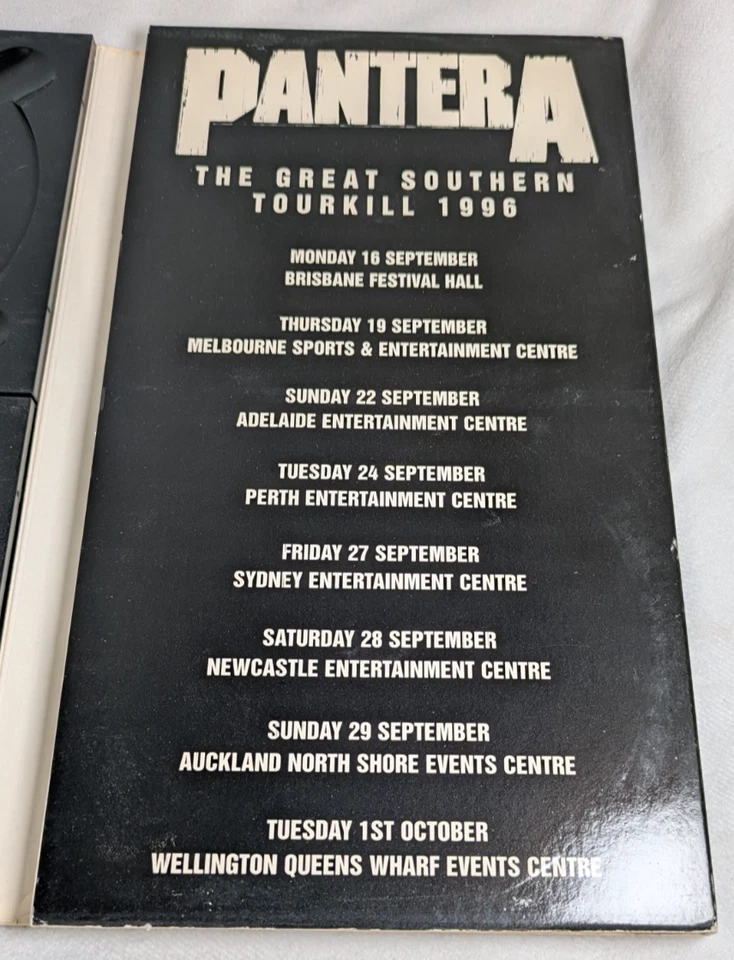 PANTERA
THE GREAT SOUTHERN
TOURKILL 1996
MONDAY 16 SEPTEMBER
BRISBANE FESTIVAL HALL
THURSDAY 19 SEPTEMBER
MELBOURNE SPORTS & ENTERTAINMENT CENTRE
SUNDAY 22 SEPTEMBER
ADELAIDE ENTERTAINMENT CENTRE
TUESDAY 24 SEPTEMBER
PERTH ENTERTAINMENT CENTRE
FRIDAY 27 SEPTEMBER
SYDNEY ENTERTAINMENT CENTRE
SATURDAY 28 SEPTEMBER
NEWCASTLE ENTERTAINMENT CENTRE
SUNDAY 29 SEPTEMBER
AUCKLAND NORTH SHORE EVENTS CENTRE
TUESDAY 1ST OCTOBER
WELLINGTON QUEENS WHARF EVENTS CENTRE